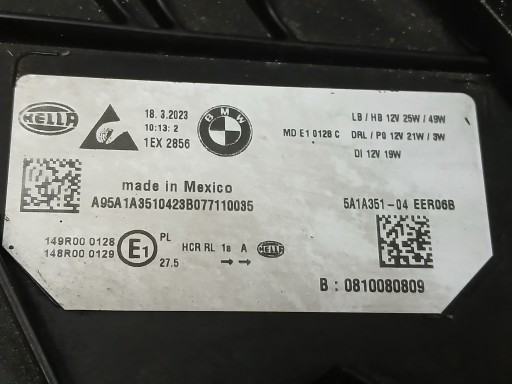 HELLA
18.3.2023
10:13:2
1EX 2856
BMW
MD E1 0128 C
LB / HB 12V 25W / 49W
DRL / PO 12V 21W / 3W
DI 12V 19W
made in Mexico
A95A1A3510423B077110035
5A1A351-04 EER06B
149R00 0128
148R00 0129
E1
PL
27.5
HCR RL 1a A
→ →
HELLA
B : 0810080809